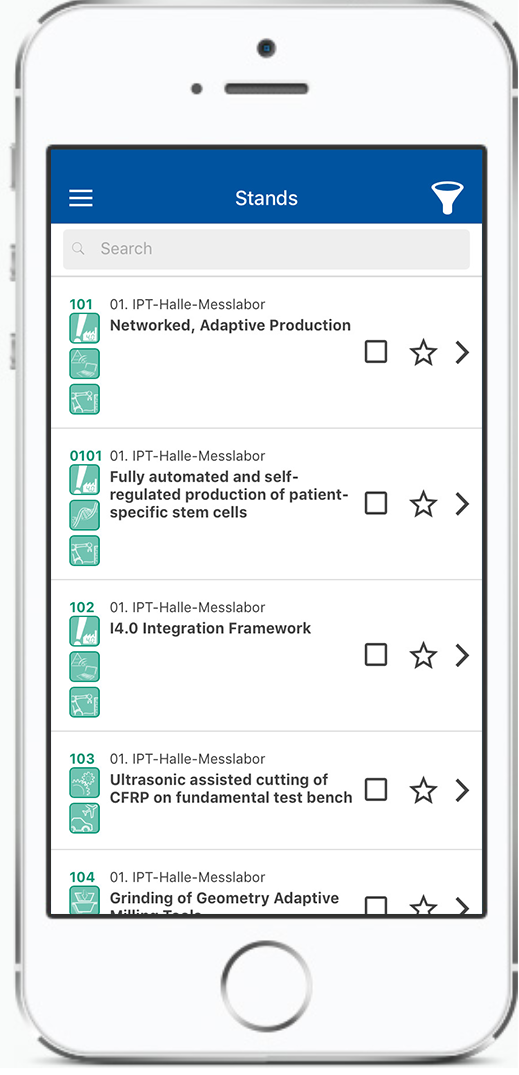 Stands
Search
101 01. IPT-Halle-Messlabor
Networked, Adaptive Production
0101 01. IPT-Halle-Messlabor
Fully automated and self-
regulated production of patient-
specific stem cells
102 01. IPT-Halle-Messlabor
I4.0 Integration Framework
103 01. IPT-Halle-Messlabor
Ultrasonic assisted cutting of
CFRP on fundamental test bench
104 01. IPT-Halle-Messlabor
Grinding of Geometry Adaptive
Milling Tools